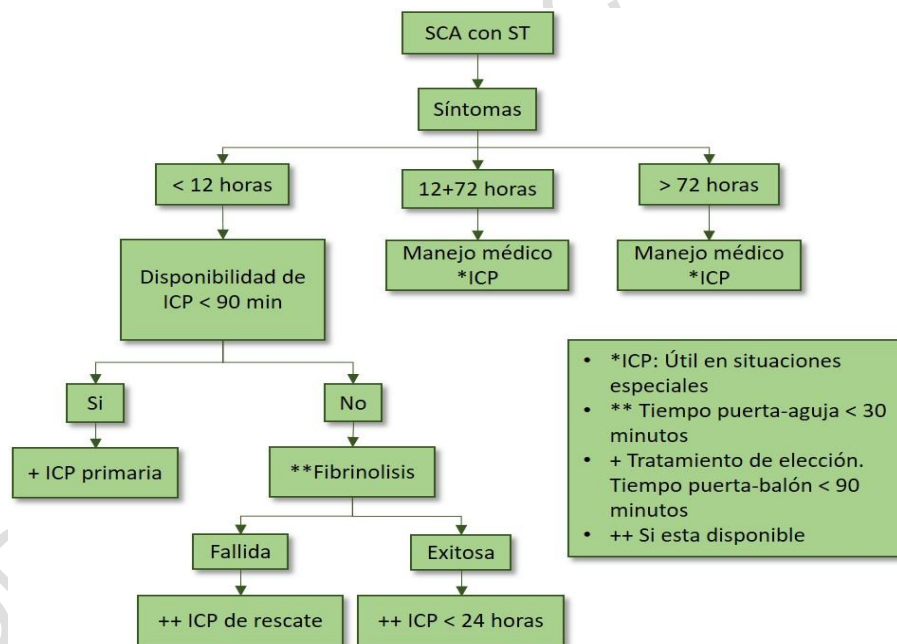 SCA con ST
Síntomas
< 12 horas
12+72 horas
> 72 horas
Disponibilidad de
ICP < 90 min
Manejo médico
*ICP
Manejo médico
*ICP
Si
No
+ ICP primaria
**Fibrinolisis
Fallida
Exitosa
++ ICP de rescate
++ ICP < 24 horas
• *ICP: Útil en situaciones
especiales
• ** Tiempo puerta-aguja < 30
minutos
• + Tratamiento de elección.
Tiempo puerta-balón < 90
minutos
• ++ Si esta disponible